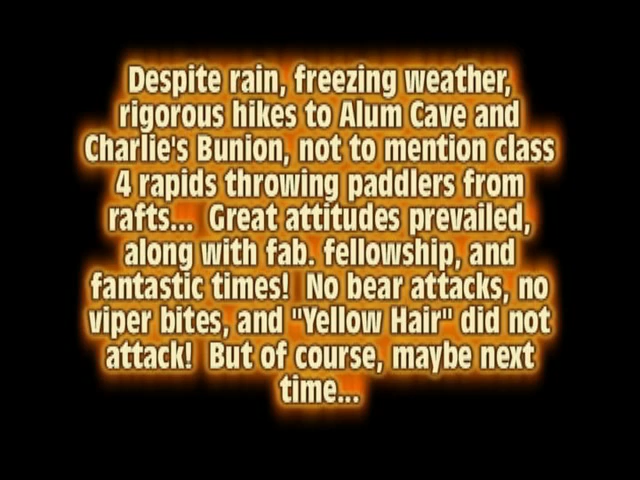 Despite rain, freezing weather,
rigorous hikes to Alum Cave and
Charlie's Bunion, not to mention class
4 rapids throwing paddlers from
rafts...  Great attitudes prevailed,
along with fab. fellowship, and
fantastic times!  No bear attacks, no
viper bites, and "Yellow Hair" did not
attack!  But of course, maybe next
time...